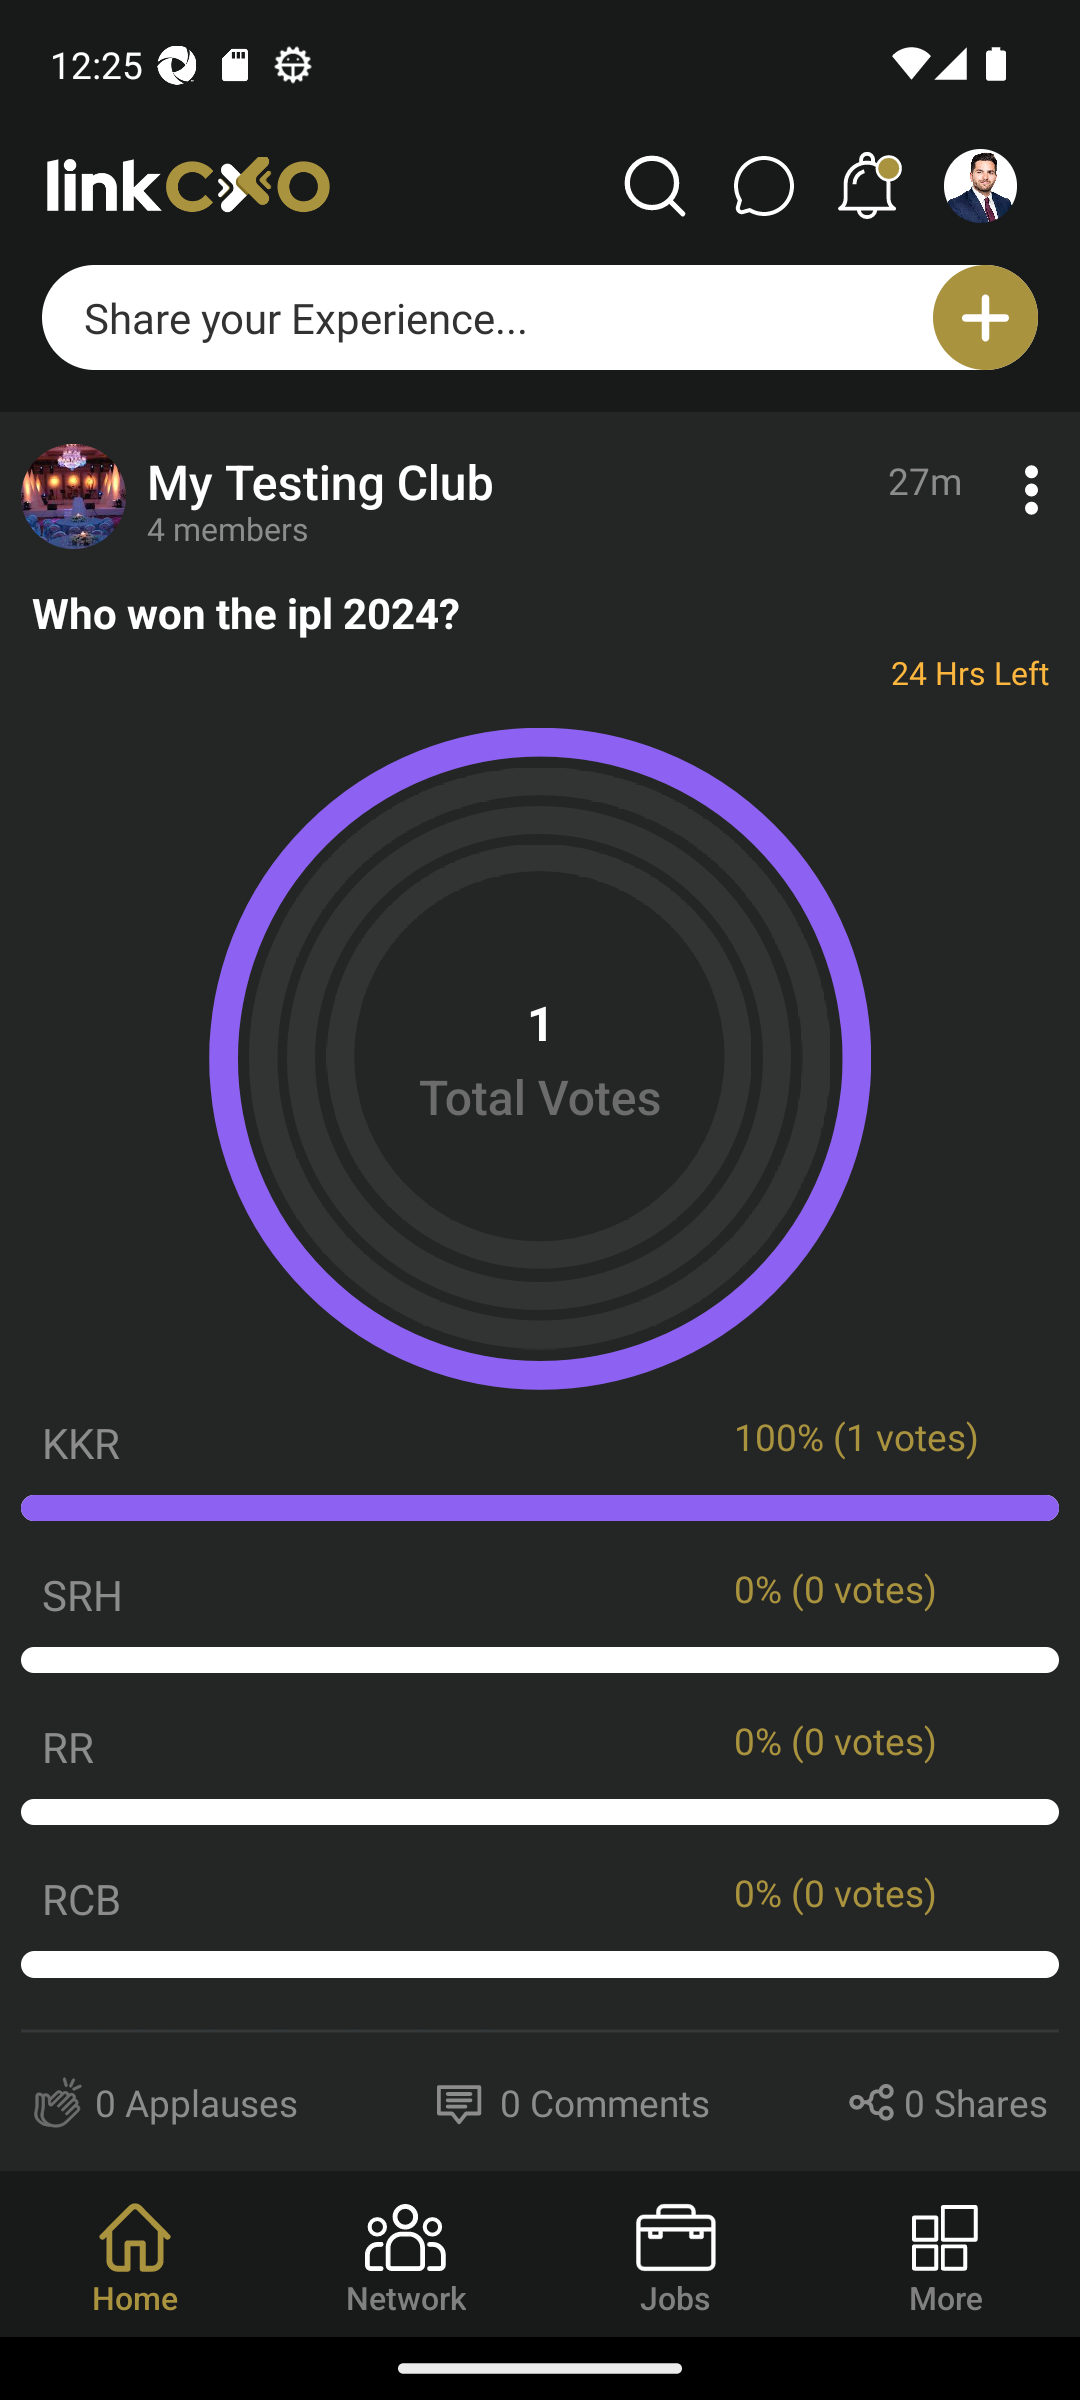 12:25
linkCXO
Share your Experience...
My Testing Club
27m
4 members
Who won the ipl 2024?
24 Hrs Left
1
Total Votes
KKR
100% (1 votes)
SRH
0% (0 votes)
RR
0% (0 votes)
RCB
0% (0 votes)
0 Applauses
0 Comments
0 Shares
Home
Network
Jobs
More